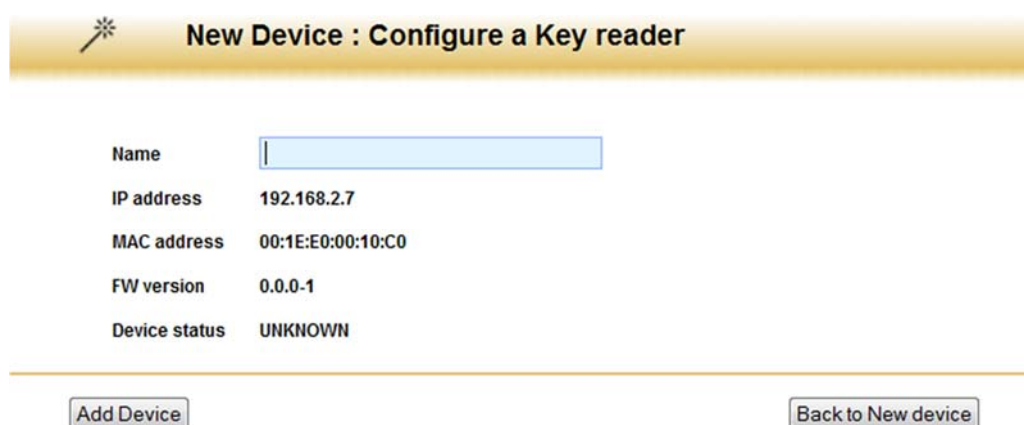 New Device : Configure a Key reader
Name
IP address 192.168.2.7
MAC address 00:1E:E0:00:10:C0
FW version 0.0.0-1
Device status UNKNOWN
Add Device Back to New device